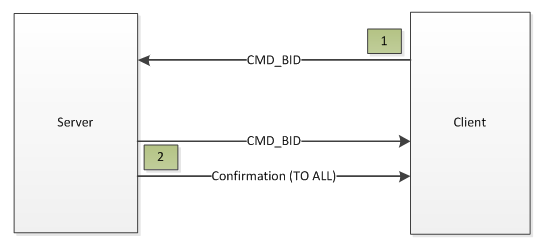 1
CMD_BID
Server
Client
CMD_BID
2
Confirmation (TO ALL)